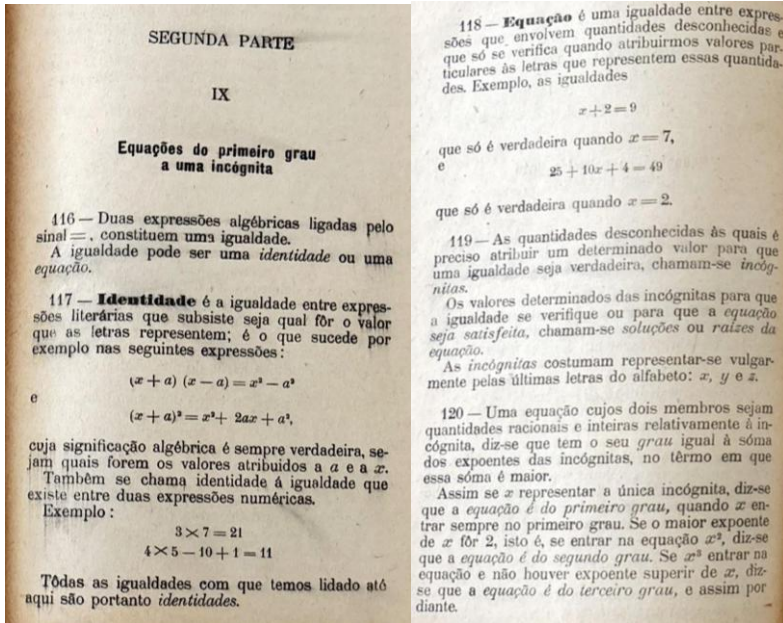 SEGUNDA PARTE
IX
Equações do primeiro grau
a uma incógnita
116 — Duas expressões algébricas ligadas pelo
sinal =, constituem uma igualdade.
A igualdade pode ser uma identidade ou uma
equação.
117 — Identidade é a igualdade entre expres-
sões literárias que subsiste seja qual fôr o valor
que as letras representem; é o que sucede por
exemplo nas seguintes expressões:
(x + a) (x — a) = x² — a²
e
(x + a)² = x² + 2ax + a²,
cuja significação algébrica é sempre verdadeira, se-
jam quais forem os valores atribuidos a a e a x.
Tambêm se chama identidade á igualdade que
existe entre duas expressões numéricas.
Exemplo:
3 × 7 = 21
4 × 5 — 10 + 1 = 11
Tôdas as igualdades com que temos lidado até
aqui são portanto identidades.
118 — Equação é uma igualdade entre expres-
sões que envolvem quantidades desconhecidas e
que só se verifica quando atribuirmos valores par-
ticulares às letras que representem essas quantida-
des. Exemplo, as igualdades
x + 2 = 9
que só é verdadeira quando x = 7,
e
25 + 10x + 4 = 49
que só é verdadeira quando x = 2.
119 — As quantidades desconhecidas às quais é
preciso atribuir um determinado valor para que
uma igualdade seja verdadeira, chamam-se incóg-
nitas.
Os valores determinados das incógnitas para que
a igualdade se verifique ou para que a equação
seja satisfeita, chamam-se soluções ou raízes da
equação.
As incógnitas costumam representar-se vulgar-
mente pelas últimas letras do alfabeto: x, y e z.
120 — Uma equação cujos dois membros sejam
quantidades racionais e inteiras relativamente à in-
cógnita, diz-se que tem o seu grau igual à sóma
dos expoentes das incógnitas, no têrmo em que
essa sóma é maior.
Assim se x representar a única incógnita, diz-se
que a equação é do primeiro grau, quando x en-
trar sempre no primeiro grau. Se o maior expoente
de x fôr 2, isto é, se entrar na equação x², diz-se
que a equação é do segundo grau. Se x³ entrar na
equação e não houver expoente superir de x, diz-
se que a equação é do terceiro grau, e assim por
diante.